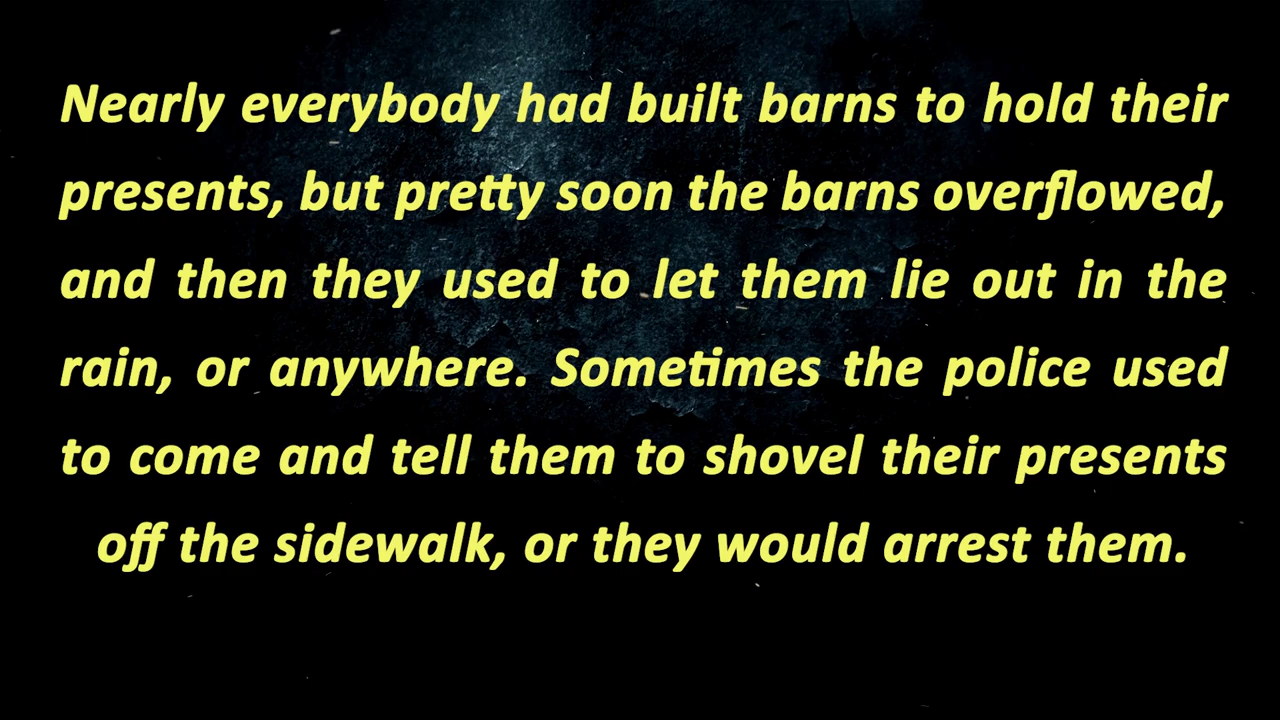 Nearly everybody had built barns to hold their
presents, but pretty soon the barns overflowed,
and then they used to let them lie out in the
rain, or anywhere. Sometimes the police used
to come and tell them to shovel their presents
off the sidewalk, or they would arrest them.